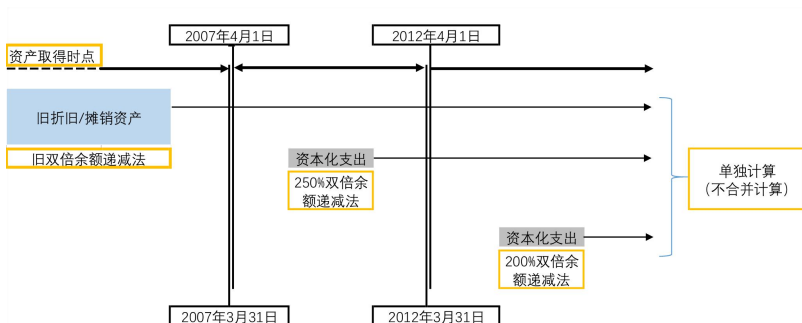 2007年4月1日
2012年4月1日
资产取得时点
旧折旧/摊销资产
旧双倍余额递减法
资本化支出
250%双倍余
额递减法
单独计算
（不合并计算）
资本化支出
200%双倍余
额递减法
2007年3月31日
2012年3月31日